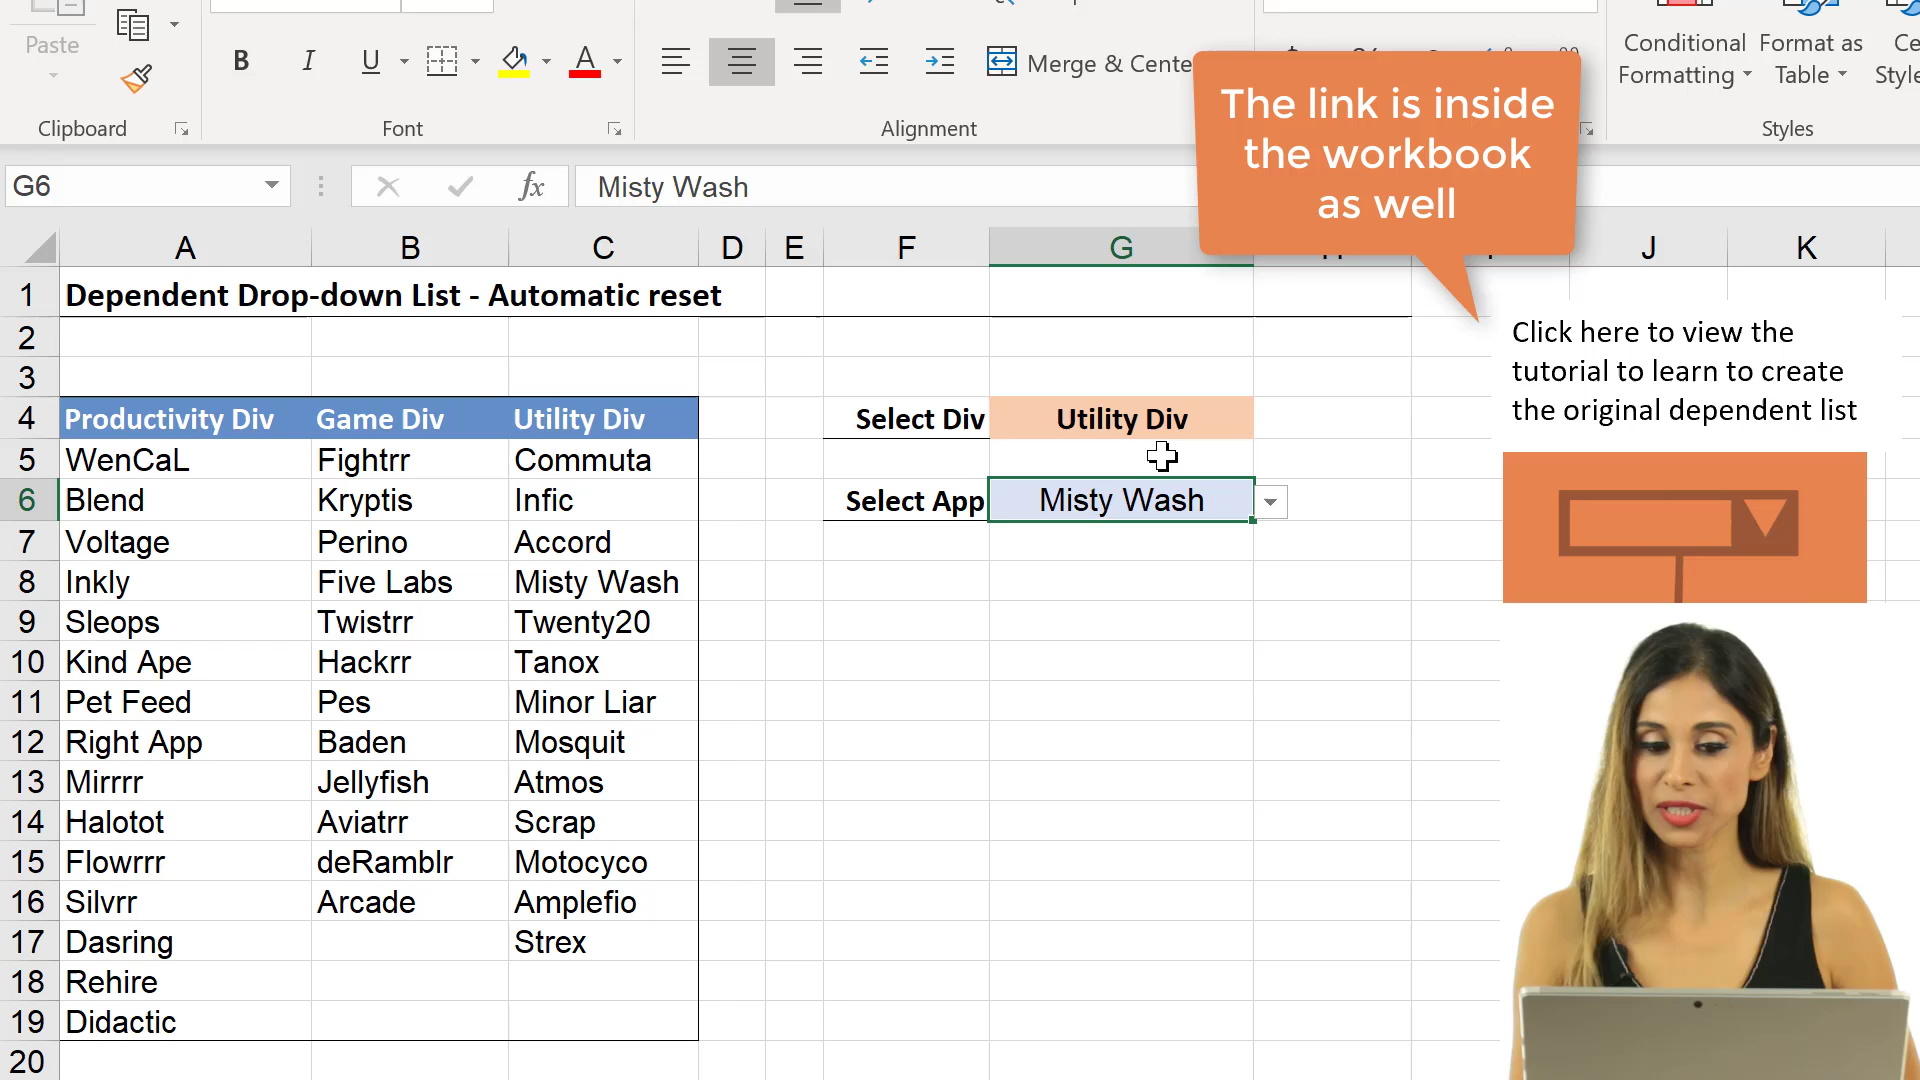 Paste
B I U A
Merge & Cente
Conditional Formatting
Format as Table
Ce
Style
Clipboard
Font
Alignment
Styles
The link is inside
the workbook
as well
G6
fx
Misty Wash
A B C D E F G J K
1 Dependent Drop-down List - Automatic reset
2
3
Click here to view the
tutorial to learn to create
the original dependent list
4 Productivity Div Game Div Utility Div Select Div Utility Div
5 WenCaL Fightrr Commuta
6 Blend Kryptis Infic Select App Misty Wash
7 Voltage Perino Accord
8 Inkly Five Labs Misty Wash
9 Sleops Twistrr Twenty20
10 Kind Ape Hackrr Tanox
11 Pet Feed Pes Minor Liar
12 Right App Baden Mosquit
13 Mirrrr Jellyfish Atmos
14 Halotot Aviatrr Scrap
15 Flowrrr deRamblr Motocyco
16 Silvrr Arcade Amplefio
17 Dasring Strex
18 Rehire
19 Didactic
20